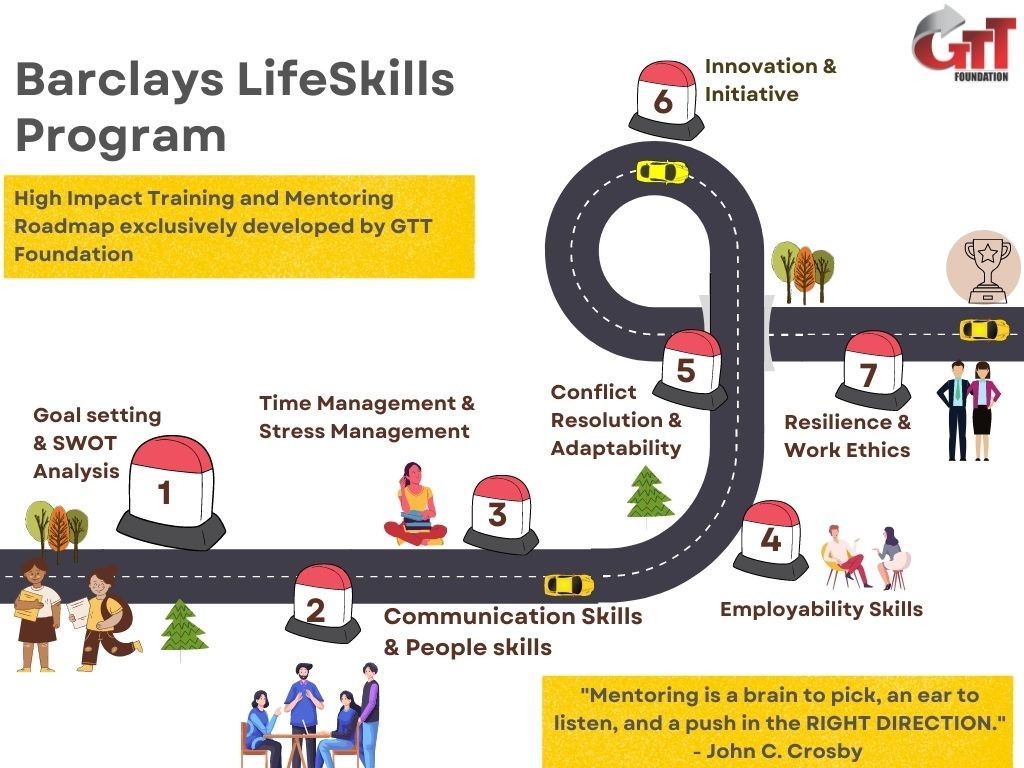 Barclays LifeSkills
Program
GTT
FOUNDATION
High Impact Training and Mentoring
Roadmap exclusively developed by GTT
Foundation
6
Innovation &
Initiative
5
Conflict
Resolution &
Adaptability
7
Resilience &
Work Ethics
Goal setting
& SWOT
Analysis
1
Time Management &
Stress Management
3
4
Employability Skills
2
Communication Skills
& People skills
"Mentoring is a brain to pick, an ear to
listen, and a push in the RIGHT DIRECTION."
- John C. Crosby